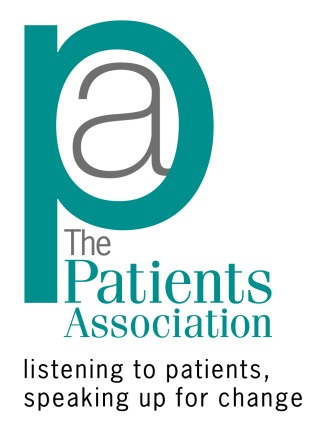 pa
The
Patients
Association
listening to patients,
speaking up for change